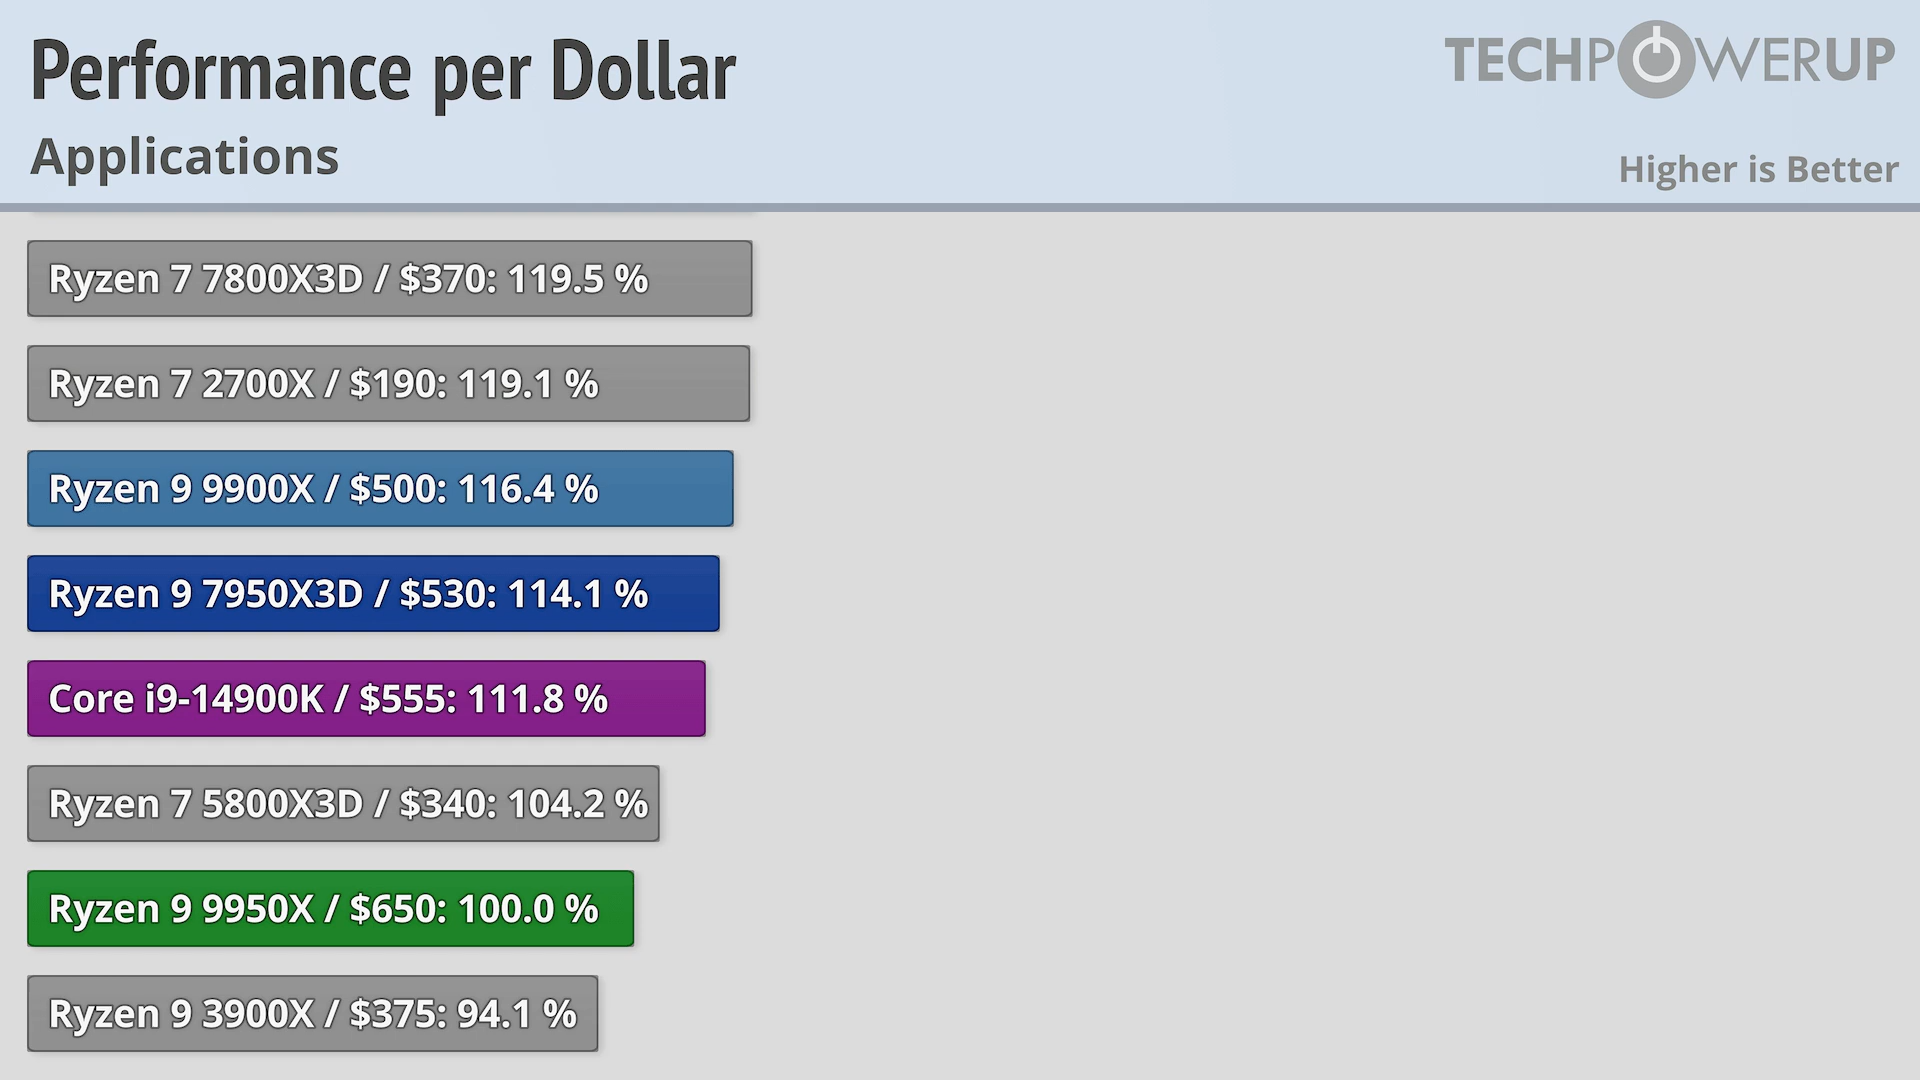 Performance per Dollar
TECHPOWERUP
Applications
Higher is Better
Ryzen 7 7800X3D / $370: 119.5 %
Ryzen 7 2700X / $190: 119.1 %
Ryzen 9 9900X / $500: 116.4 %
Ryzen 9 7950X3D / $530: 114.1 %
Core i9-14900K / $555: 111.8 %
Ryzen 7 5800X3D / $340: 104.2 %
Ryzen 9 9950X / $650: 100.0 %
Ryzen 9 3900X / $375: 94.1 %